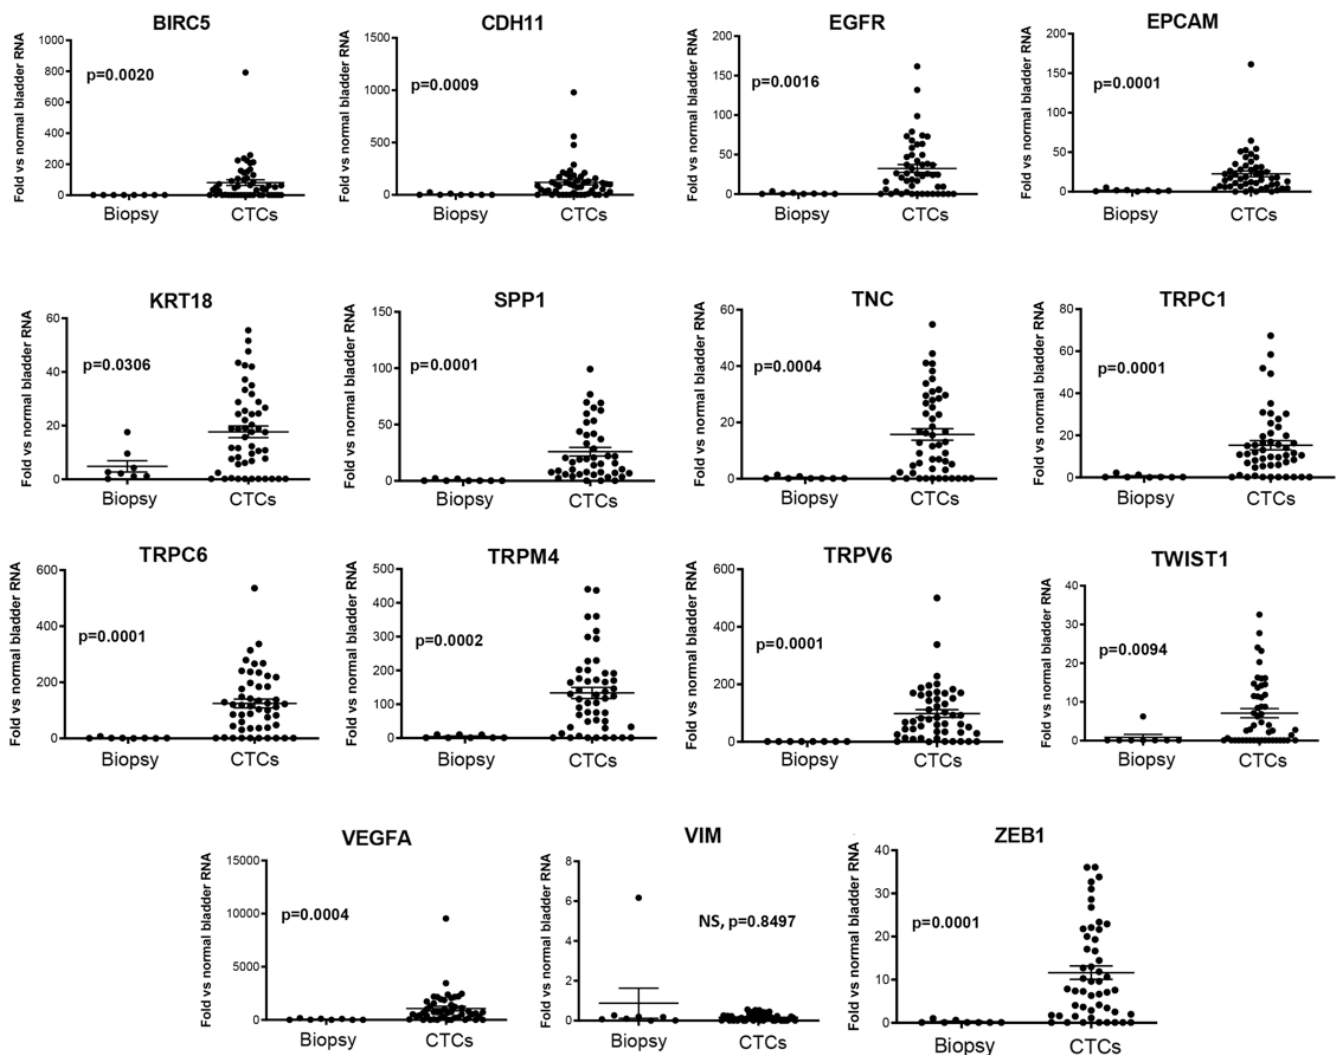 BIRC5
Fold vs normal bladder RNA
1000
800
600
400
200
0
p=0.0020
Biopsy
CTCs
CDH11
Fold vs normal bladder RNA
1500
1000
500
0
p=0.0009
Biopsy
CTCs
EGFR
Fold vs normal bladder RNA
200
150
100
50
0
p=0.0016
Biopsy
CTCs
EPCAM
Fold vs normal bladder RNA
200
150
100
50
0
p=0.0001
Biopsy
CTCs
KRT18
Fold vs normal bladder RNA
60
40
20
0
p=0.0306
Biopsy
CTCs
SPP1
Fold vs normal bladder RNA
150
100
50
0
p=0.0001
Biopsy
CTCs
TNC
Fold vs normal bladder RNA
60
40
20
0
p=0.0004
Biopsy
CTCs
TRPC1
Fold vs normal bladder RNA
80
60
40
20
0
p=0.0001
Biopsy
CTCs
TRPC6
Fold vs normal bladder RNA
600
400
200
0
p=0.0001
Biopsy
CTCs
TRPM4
Fold vs normal bladder RNA
500
400
300
200
100
0
p=0.0002
Biopsy
CTCs
TRPV6
Fold vs normal bladder RNA
600
400
200
0
p=0.0001
Biopsy
CTCs
TWIST1
Fold vs normal bladder RNA
40
30
20
10
0
p=0.0094
Biopsy
CTCs
VEGFA
Fold vs normal bladder RNA
15000
10000
5000
0
p=0.0004
Biopsy
CTCs
VIM
Fold vs normal bladder RNA
8
6
4
2
0
NS, p=0.8497
Biopsy
CTCs
ZEB1
Fold vs normal bladder RNA
40
30
20
10
0
p=0.0001
Biopsy
CTCs